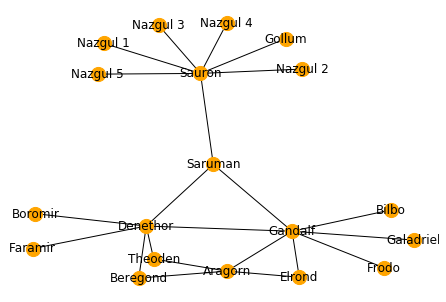 Nazgul 3
Nazgul 4
Nazgul 1
Gollum
Nazgul 5
Sauron
Nazgul 2
Saruman
Boromir
Denethor
Gandalf
Bilbo
Faramir
Galadriel
Theoden
Beregond
Aragorn
Elrond
Frodo